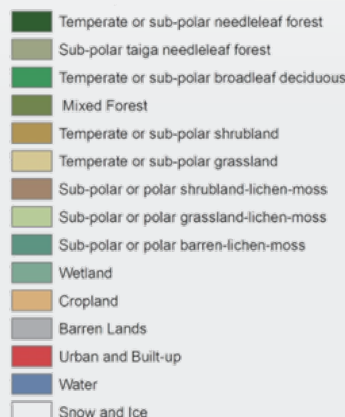 Temperate or sub-polar needleleaf forest
Sub-polar taiga needleleaf forest
Temperate or sub-polar broadleaf deciduous
Mixed Forest
Temperate or sub-polar shrubland
Temperate or sub-polar grassland
Sub-polar or polar shrubland-lichen-moss
Sub-polar or polar grassland-lichen-moss
Sub-polar or polar barren-lichen-moss
Wetland
Cropland
Barren Lands
Urban and Built-up
Water
Snow and Ice